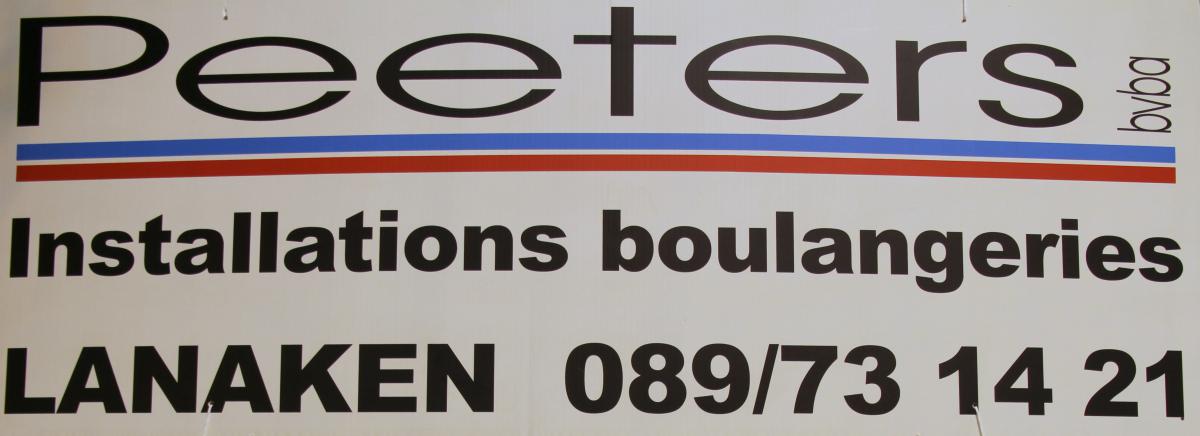 Peeters bvba
Installations boulangeries
LANAKEN 089/73 14 21